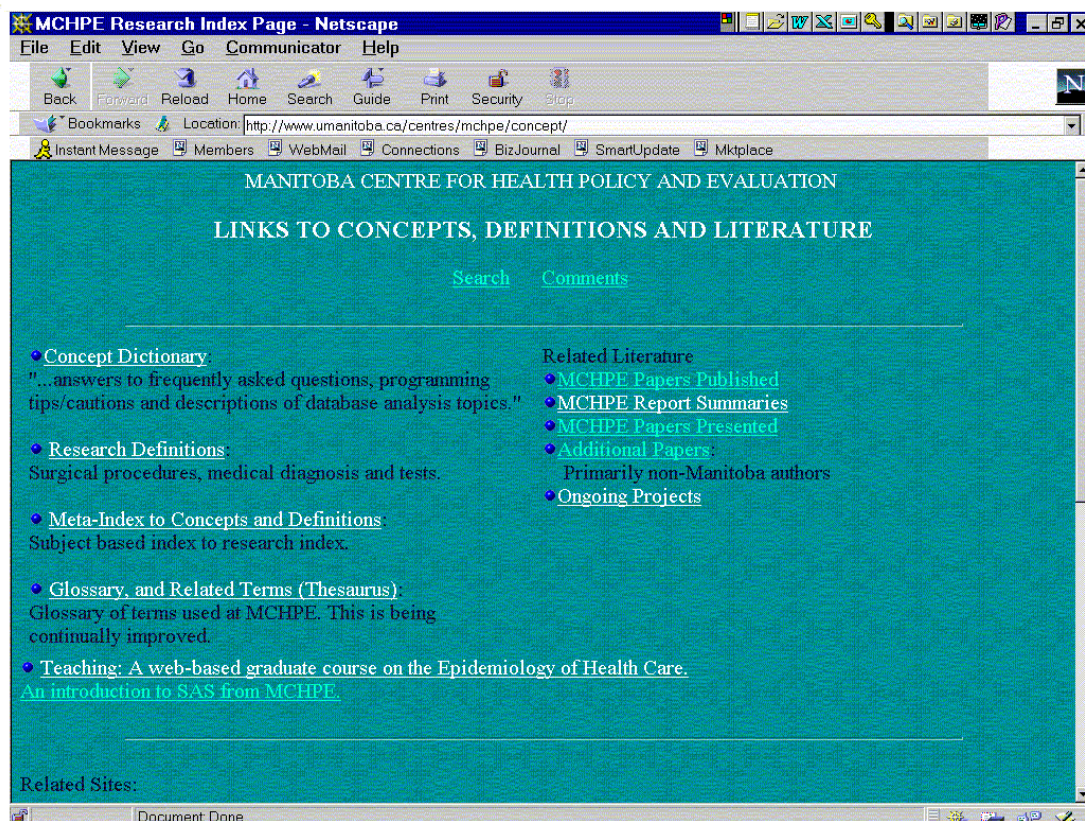 MCHPE Research Index Page - Netscape
File Edit View Go Communicator Help
Back Forward Reload Home Search Guide Print Security Stop
N
Bookmarks Location: http://www.umanitoba.ca/centres/mchpe/concept/
Instant Message Members WebMail Connections BizJournal SmartUpdate Mktplace
MANITOBA CENTRE FOR HEALTH POLICY AND EVALUATION
LINKS TO CONCEPTS, DEFINITIONS AND LITERATURE
Search Comments
Concept Dictionary:
"...answers to frequently asked questions, programming
tips/cautions and descriptions of database analysis topics."
Research Definitions:
Surgical procedures, medical diagnosis and tests.
Meta-Index to Concepts and Definitions:
Subject based index to research index.
Glossary, and Related Terms (Thesaurus):
Glossary of terms used at MCHPE. This is being
continually improved.
Related Literature
MCHPE Papers Published
MCHPE Report Summaries
MCHPE Papers Presented
Additional Papers:
Primarily non-Manitoba authors
Ongoing Projects
Teaching: A web-based graduate course on the Epidemiology of Health Care.
An introduction to SAS from MCHPE.
Related Sites:
Document Done